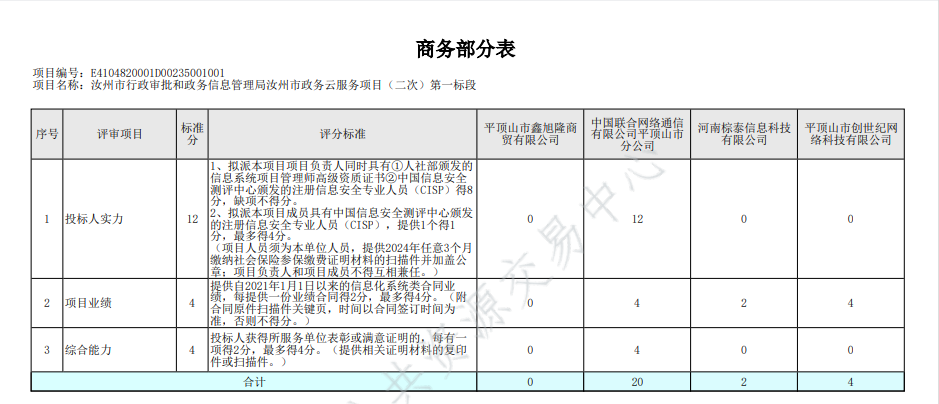 商务部分表
项目编号：E4104820001D00235001001
项目名称：汝州市行政审批和政务信息管理局汝州市政务云服务项目（二次）第一标段
序号 评审项目 标准分 评分标准 平顶山市鑫旭隆商贸有限公司 中国联合网络通信有限公司平顶山市分公司 河南棕泰信息科技有限公司 平顶山市创世纪网络科技有限公司
1 投标人实力 12
1、拟派本项目项目负责人同时具有①人社部颁发的
信息系统项目管理师高级资质证书②中国信息安全
测评中心颁发的注册信息安全专业人员（CISP）得8
分，缺项不得分。
2、拟派本项目成员具有中国信息安全测评中心颁发
的注册信息安全专业人员（CISP），提供1个得1
分，最多得4分。
（项目人员须为本单位人员，提供2024年任意3个月
缴纳社会保险参保缴费证明材料的扫描件并加盖公
章；项目负责人和项目成员不得互相兼任。）
0 12 0 0
2 项目业绩 4
提供自2021年1月1日以来的信息化系统类合同业
绩，每提供一份业绩合同得2分，最多得4分。（附
合同原件扫描件关键页，时间以合同签订时间为
准，否则不得分。）
0 4 2 4
3 综合能力 4
投标人获得所服务单位表彰或满意证明的，每有一
项得2分，最多得4分。（提供相关证明材料的复印
件或扫描件。）
0 4 0 0
合计 0 20 2 4
公共资源交易中心